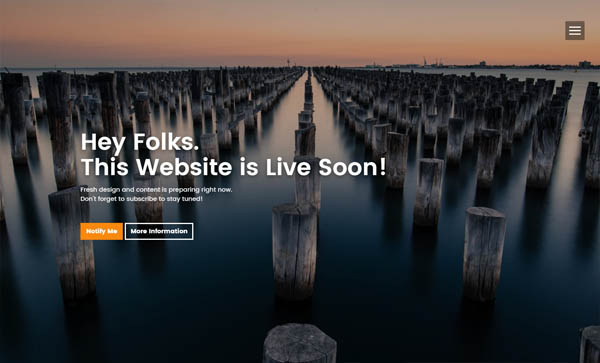 Hey Folks.
This Website is Live Soon!
Fresh design and content is preparing right now.
Don't forget to subscribe to stay tuned!
Notify Me
More Information